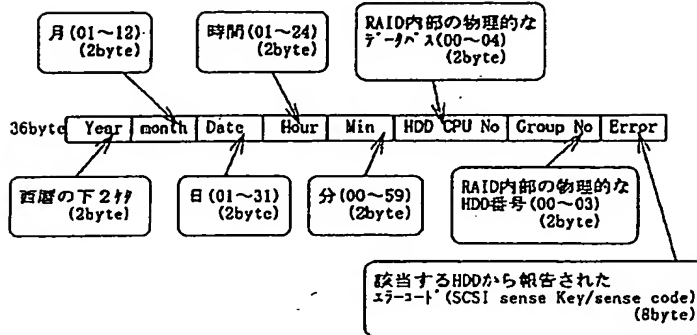 月(01～12)
(2byte)
時間(01～24)
(2byte)
RAID内部の物理的な
ﾃﾞｰﾀﾊﾞｽ(00～04)
(2byte)
36byte Year month Date Hour Min HDD CPU No Group No Error
西暦の下2ｹﾀ
(2byte)
日(01～31)
(2byte)
分(00～59)
(2byte)
RAID内部の物理的な
HDD番号(00～03)
(2byte)
該当するHDDから報告された
ｴﾗｰｺｰﾄﾞ(SCSI sense Key/sense code)
(8byte)